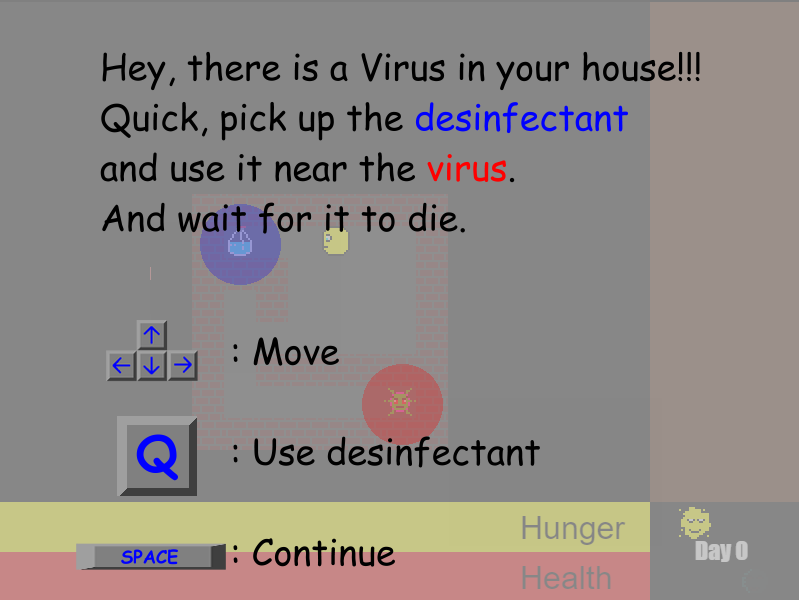 Hey, there is a Virus in your house!!!
Quick, pick up the desinfectant
and use it near the virus.
And wait for it to die.
↑
← ↓ → : Move
Q : Use desinfectant
Hunger
Day 0
SPACE : Continue
Health